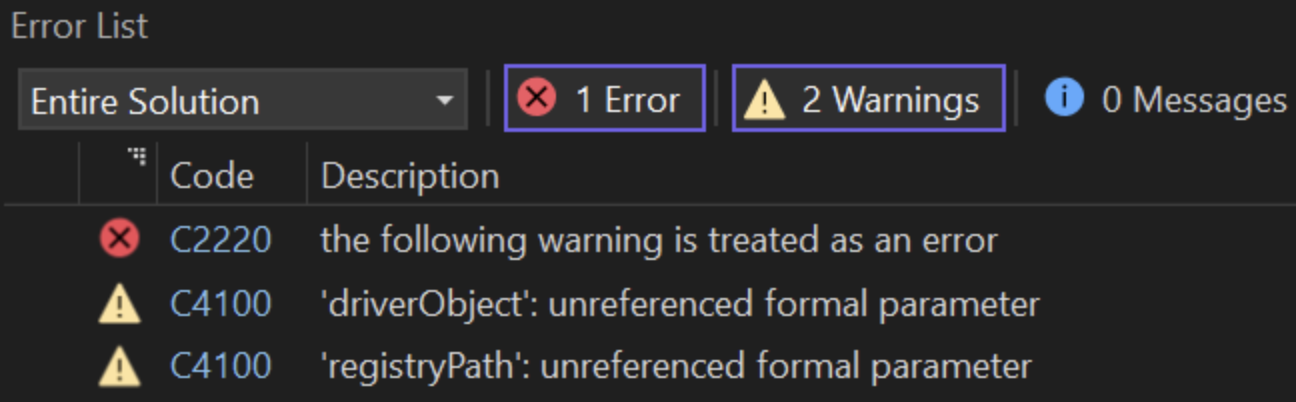 Error List
Entire Solution 1 Error 2 Warnings 0 Messages
Code Description
C2220 the following warning is treated as an error
C4100 'driverObject': unreferenced formal parameter
C4100 'registryPath': unreferenced formal parameter